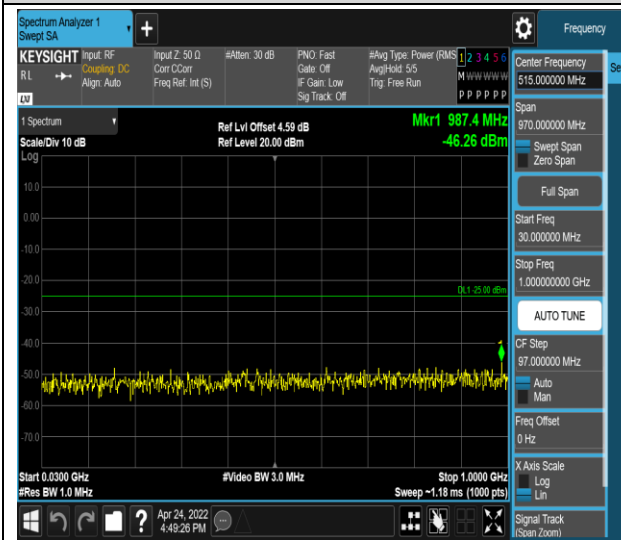 Spectrum Analyzer 1
Swept SA
+
Frequency
KEYSIGHT
RL
LXI
Input: RF
Coupling: DC
Align: Auto
Input Z: 50 Ω
Corr CCorr
Freq Ref: Int (S)
#Atten: 30 dB
PNO: Fast
Gate: Off
IF Gain: Low
Sig Track: Off
#Avg Type: Power (RMS
Avg|Hold: 5/5
Trig: Free Run
1 2 3 4 5 6
M W W W W W
P P P P P P
1 Spectrum
Scale/Div 10 dB
Log
Ref Lvl Offset 4.59 dB
Ref Level 20.00 dBm
Mkr1 987.4 MHz
-46.26 dBm
10.0
0.00
-10.0
-20.0
DL1 -25.00 dBm
-30.0
-40.0
-50.0
-60.0
-70.0
Start 0.0300 GHz
#Res BW 1.0 MHz
#Video BW 3.0 MHz
Stop 1.0000 GHz
Sweep ~1.18 ms (1000 pts)
Center Frequency
515.000000 MHz
Se
Span
970.000000 MHz
Swept Span
Zero Span
Full Span
Start Freq
30.000000 MHz
Stop Freq
1.000000000 GHz
AUTO TUNE
CF Step
97.000000 MHz
Auto
Man
Freq Offset
0 Hz
X Axis Scale
Log
Lin
Signal Track
(Span Zoom)
?
Apr 24, 2022
4:49:26 PM